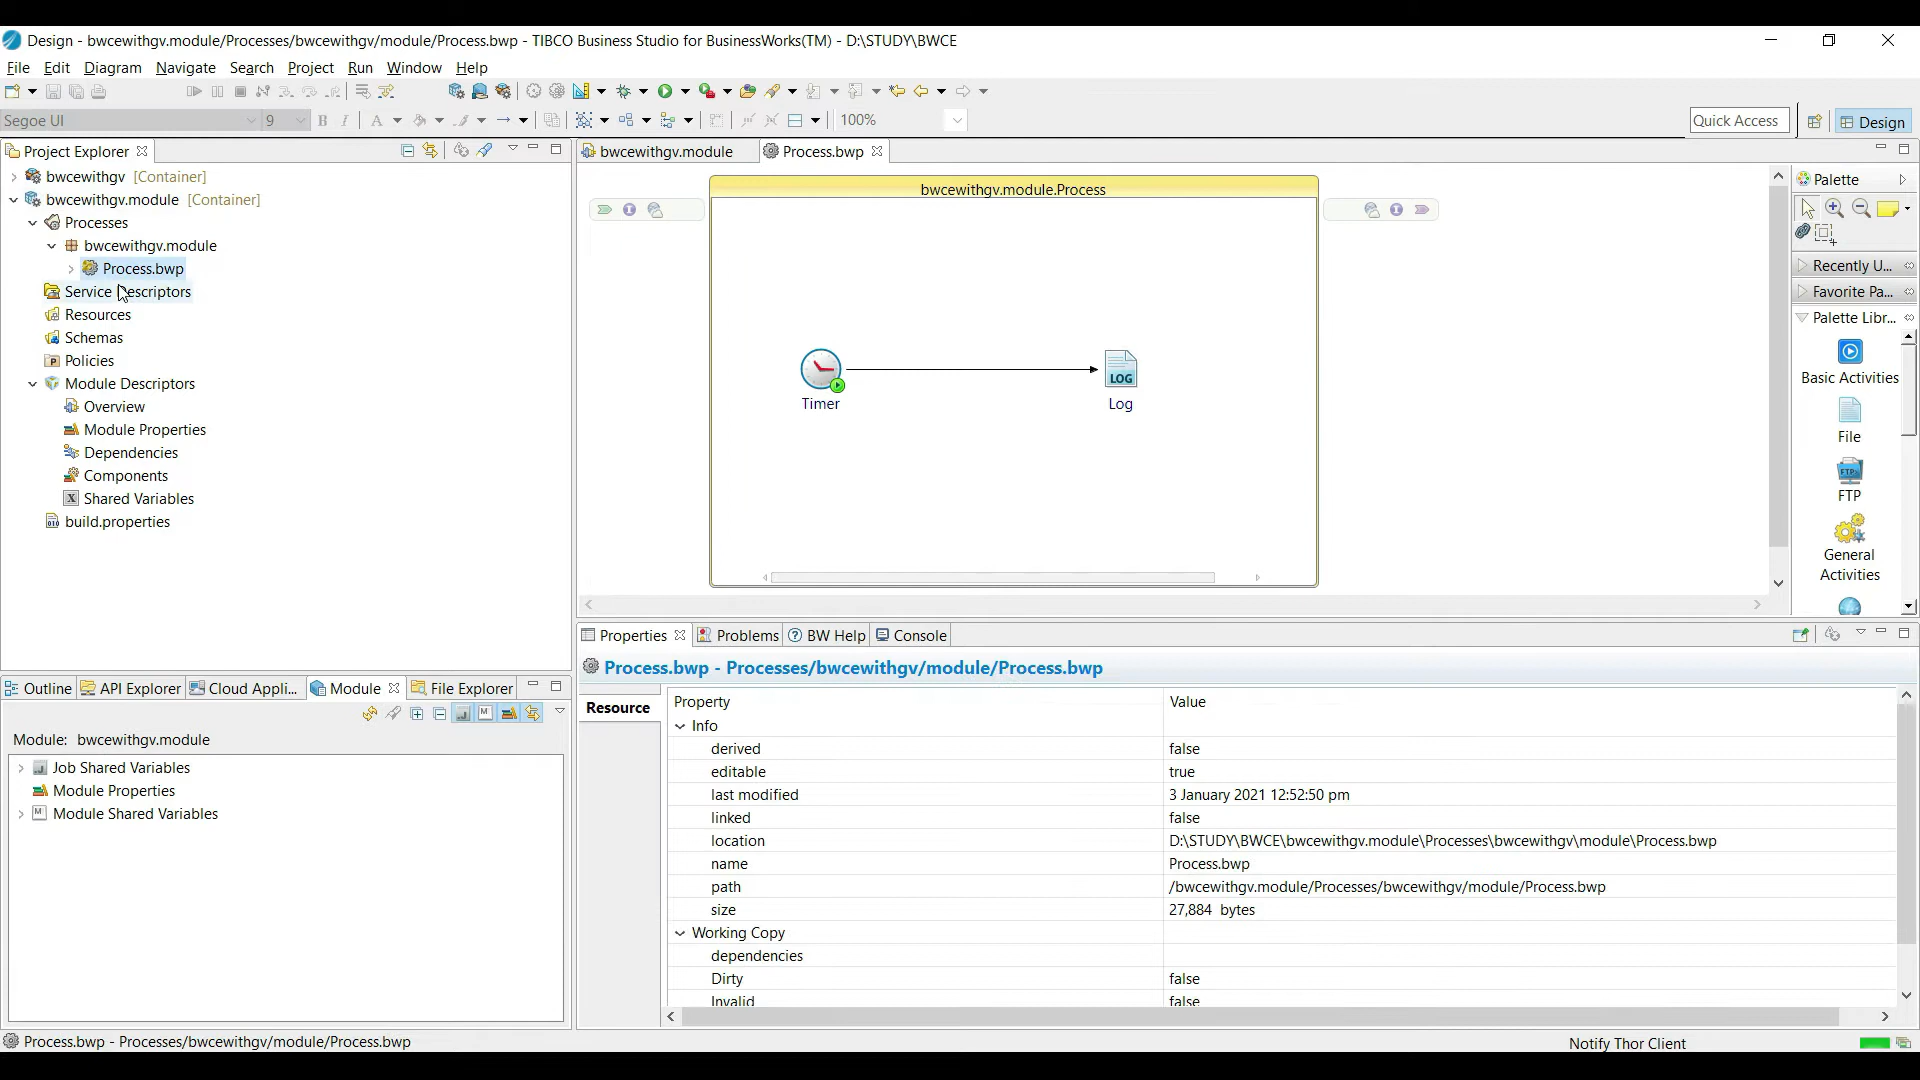 Design - bwcewithgv.module/Processes/bwcewithgv/module/Process.bwp - TIBCO Business Studio for BusinessWorks(TM) - D:\STUDY\BWCE
File Edit Diagram Navigate Search Project Run Window Help
Segoe UI 9 B I A 100% Quick Access Design
Project Explorer
bwcewithgv [Container]
bwcewithgv.module [Container]
Processes
bwcewithgv.module
Process.bwp
Service Descriptors
Resources
Schemas
Policies
Module Descriptors
Overview
Module Properties
Dependencies
Components
Shared Variables
build.properties
bwcewithgv.module Process.bwp
bwcewithgv.module.Process
Timer
LOG
Log
Palette
Recently U...
Favorite Pa...
Palette Libr...
Basic Activities
File
FTP
FTP
General
Activities
Outline API Explorer Cloud Appli... Module File Explorer
Module: bwcewithgv.module
Job Shared Variables
Module Properties
Module Shared Variables
Properties Problems BW Help Console
Process.bwp - Processes/bwcewithgv/module/Process.bwp
Resource
Property Value
Info
derived false
editable true
last modified 3 January 2021 12:52:50 pm
linked false
location D:\STUDY\BWCE\bwcewithgv.module\Processes\bwcewithgv\module\Process.bwp
name Process.bwp
path /bwcewithgv.module/Processes/bwcewithgv/module/Process.bwp
size 27,884 bytes
Working Copy
dependencies
Dirty false
Invalid false
Process.bwp - Processes/bwcewithgv/module/Process.bwp
Notify Thor Client